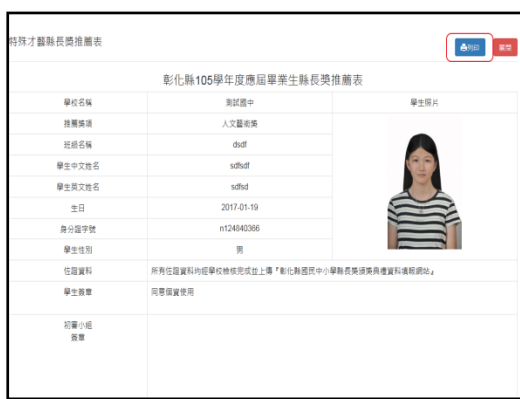 特殊才藝縣長獎推薦表
列印 關閉
彰化縣105學年度應屆畢業生縣長獎推薦表
學校名稱 測試國中 學生照片
推薦獎項 人文藝術獎
班級名稱 dsdf
學生中文姓名 sdfsdf
學生英文姓名 sdfsd
生日 2017-01-19
身分證字號 n124840366
學生性別 男
佐證資料 所有佐證資料均經學校檢核完成並上傳『彰化縣國民中小學縣長獎頒獎典禮資料填報網站』
學生簽章 同意個資使用
初審小組
簽章